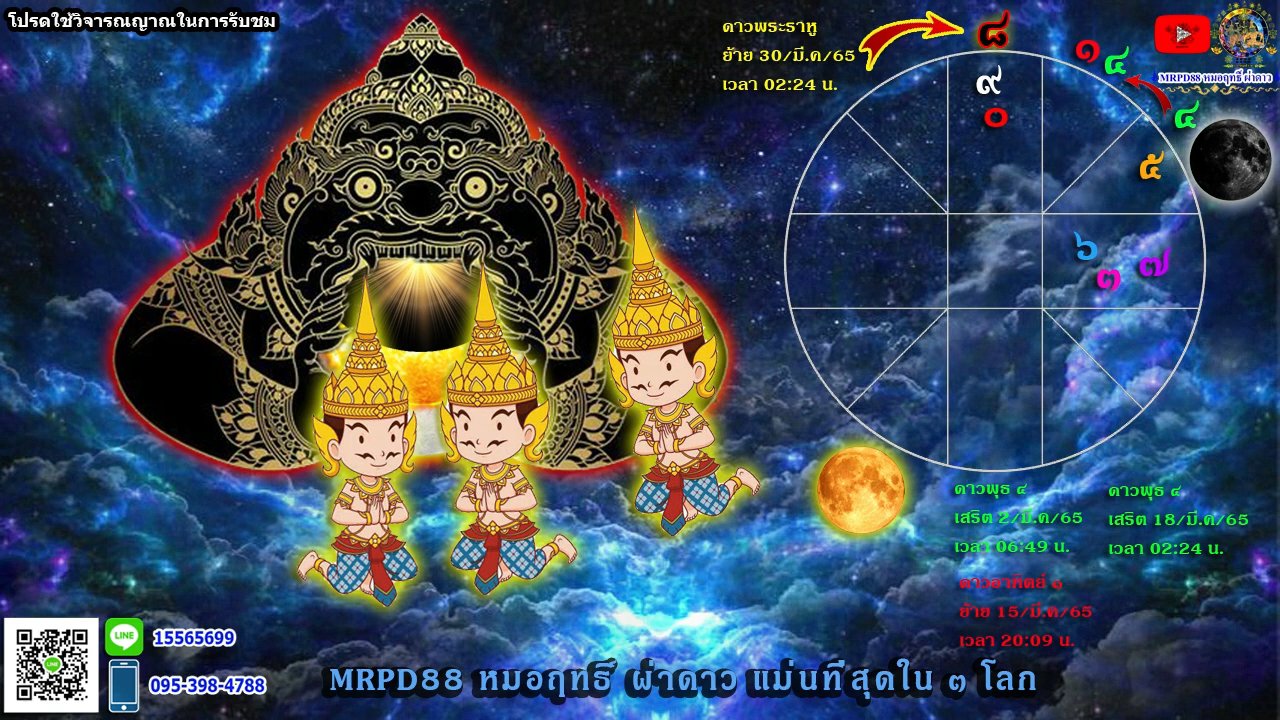 โปรดใช้วิจารณญาณในการรับชม
ดาวพระราหู
ย้าย 30/มี.ค/65
เวลา 02:24 น.
๘
๙
๐
๑
๔
๔
๕
๖
๓
๗
MRPD88 หมอฤทธิ์ ผ่าดาว
ดาวพุธ ๔
เสริต 2/มี.ค/65
เวลา 06:49 น.
ดาวพุธ ๔
เสริต 18/มี.ค/65
เวลา 02:24 น.
ดาวอาทิตย์ ๑
ย้าย 15/มี.ค/65
เวลา 20:09 น.
LINE
LINE
15565699
095-398-4788
MRPD88 หมอฤทธิ์ ผ่าดาว แม่นที่สุดใน ๓ โลก